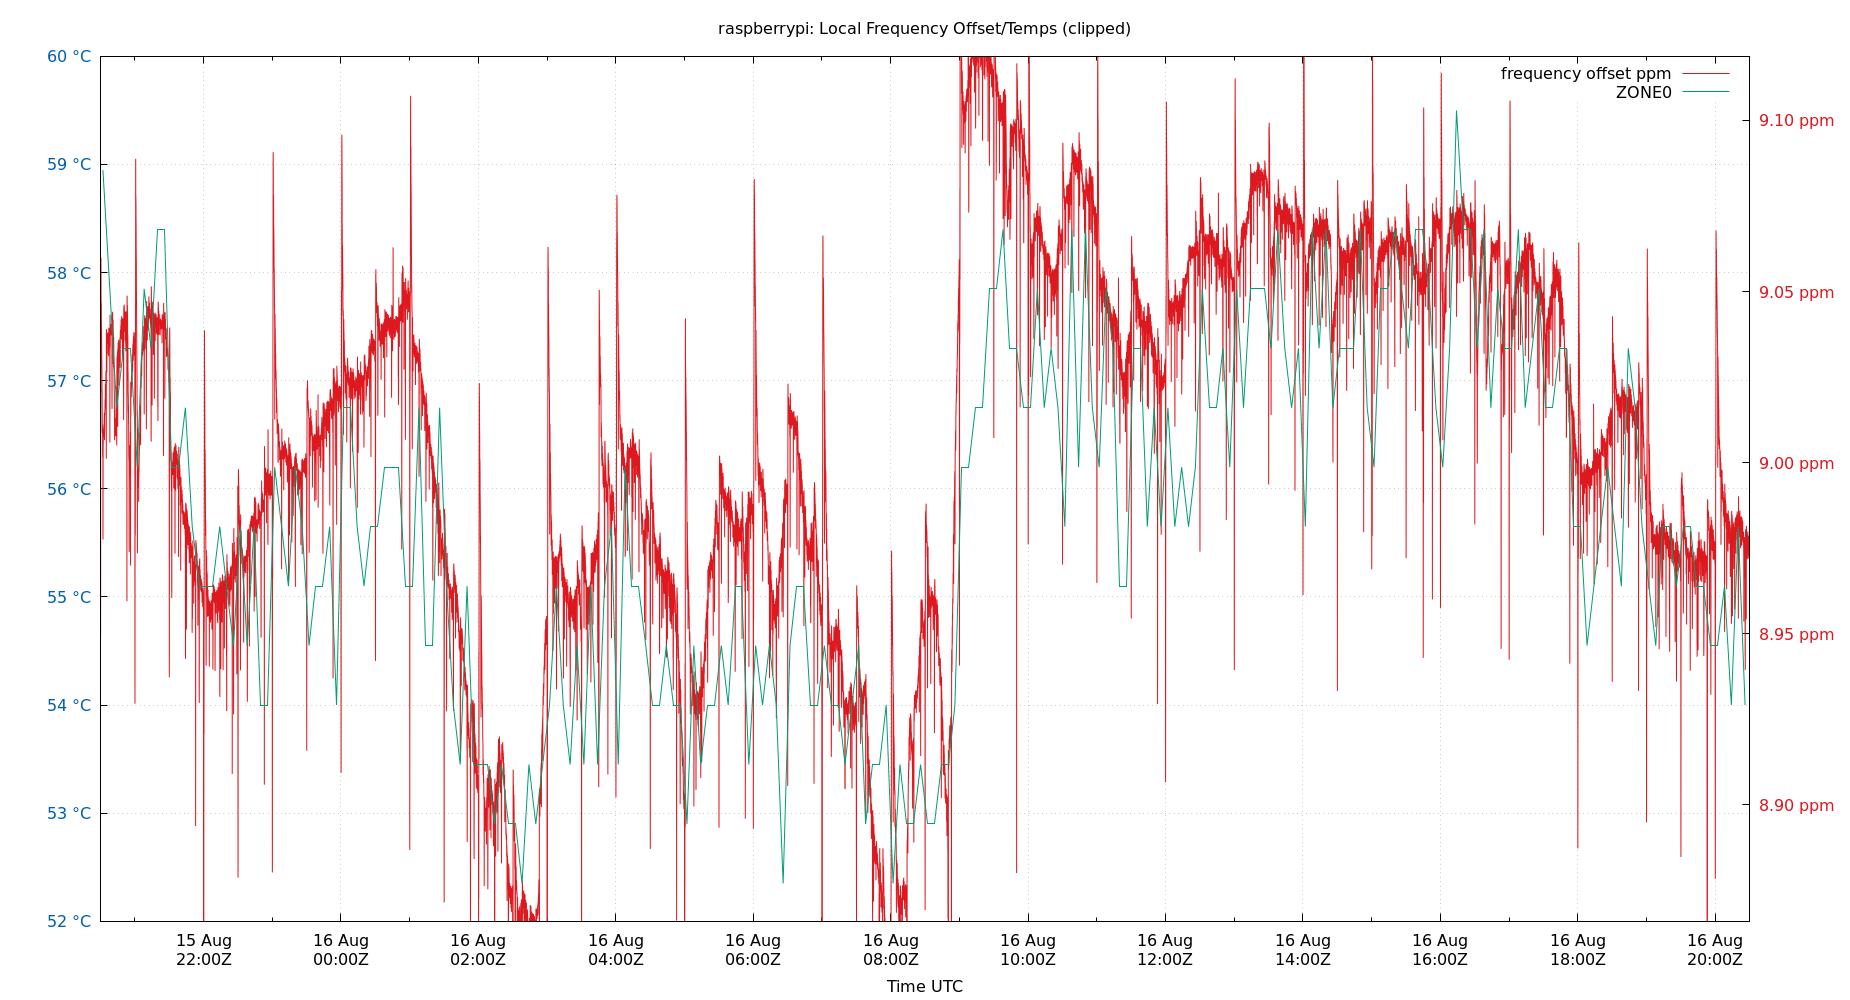 raspberrypi: Local Frequency Offset/Temps (clipped)
60 °C
59 °C
58 °C
57 °C
56 °C
55 °C
54 °C
53 °C
52 °C
frequency offset ppm
ZONE0
9.10 ppm
9.05 ppm
9.00 ppm
8.95 ppm
8.90 ppm
15 Aug 16 Aug 16 Aug 16 Aug 16 Aug 16 Aug 16 Aug 16 Aug 16 Aug 16 Aug 16 Aug 16 Aug
22:00Z 00:00Z 02:00Z 04:00Z 06:00Z 08:00Z 10:00Z 12:00Z 14:00Z 16:00Z 18:00Z 20:00Z
Time UTC